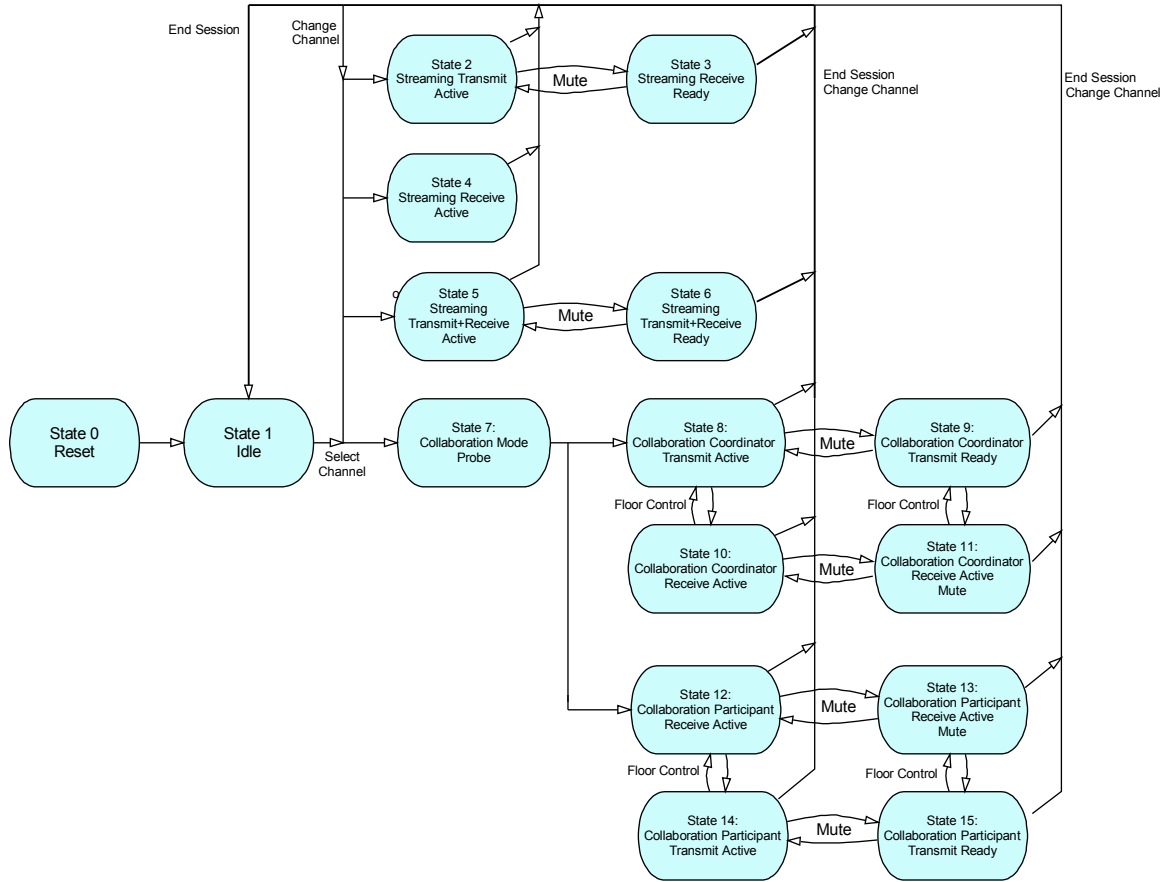 End Session
Change
Channel
State 2
Streaming Transmit
Active
Mute
State 3
Streaming Receive
Ready
End Session
Change Channel
End Session
Change Channel
State 4
Streaming Receive
Active
State 5
Streaming
Transmit+Receive
Active
Mute
State 6
Streaming
Transmit+Receive
Ready
State 0
Reset
State 1
Idle
Select
Channel
State 7:
Collaboration Mode
Probe
State 8:
Collaboration Coordinator
Transmit Active
Mute
State 9:
Collaboration Coordinator
Transmit Ready
Floor Control
Floor Control
State 10:
Collaboration Coordinator
Receive Active
Mute
State 11:
Collaboration Coordinator
Receive Active
Mute
State 12:
Collaboration Participant
Receive Active
Mute
State 13:
Collaboration Participant
Receive Active
Mute
Floor Control
Floor Control
State 14:
Collaboration Participant
Transmit Active
Mute
State 15:
Collaboration Participant
Transmit Ready